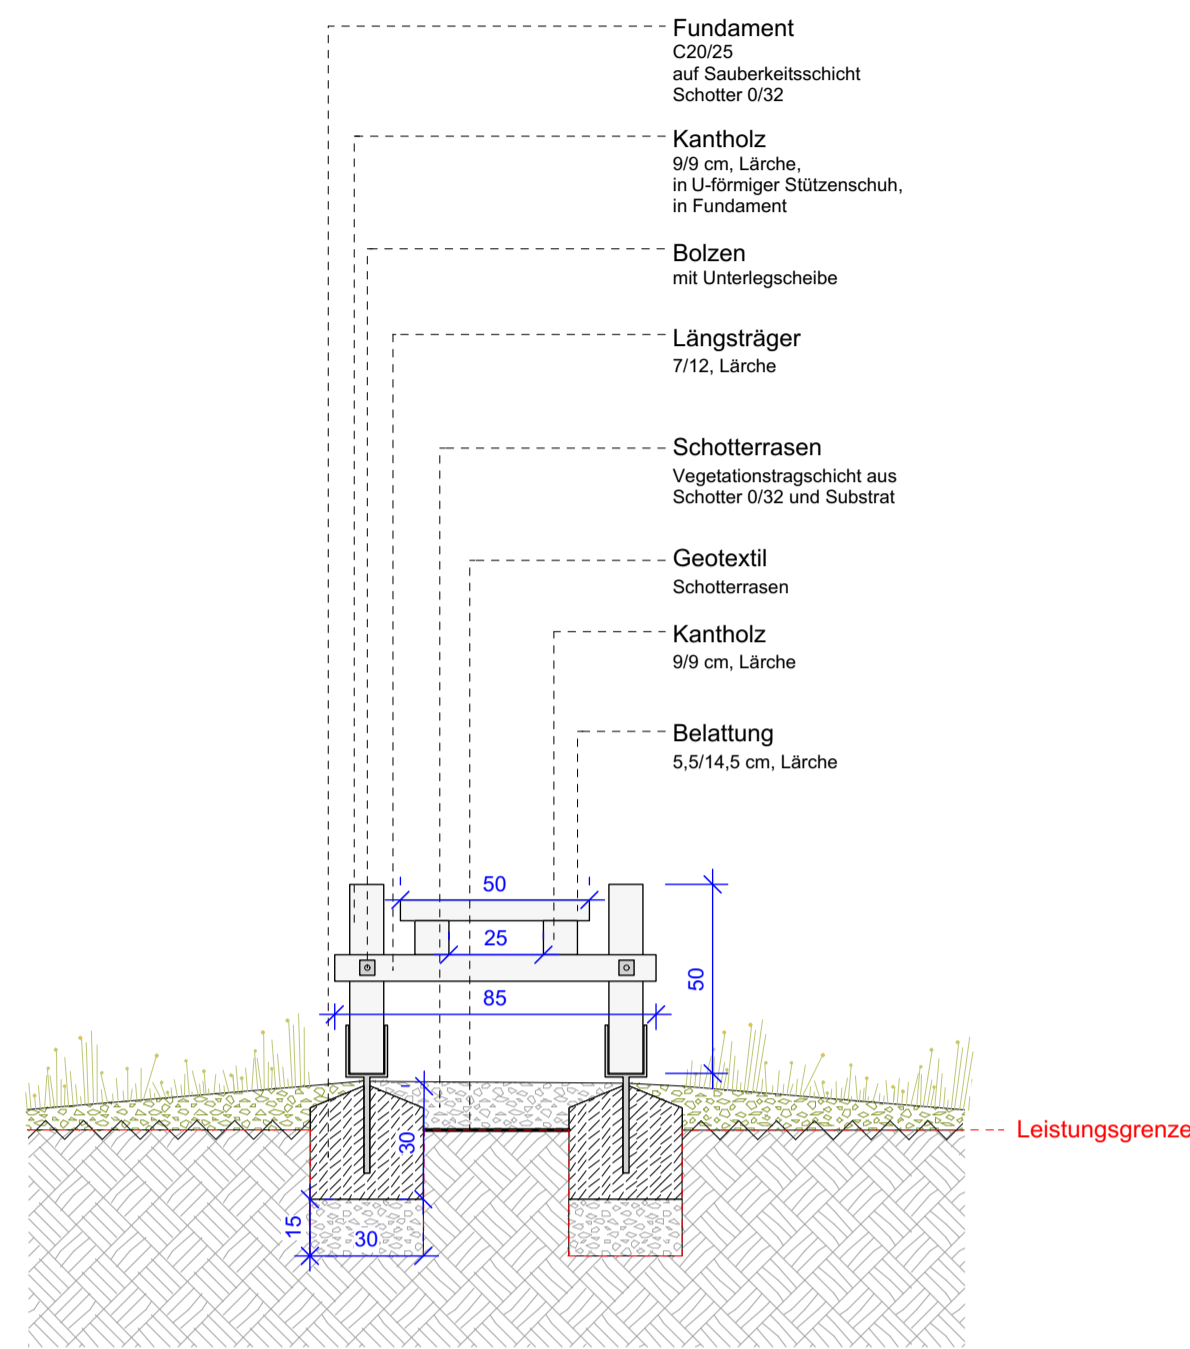 Fundament
C20/25
auf Sauberkeitsschicht
Schotter 0/32
Kantholz
9/9 cm, Lärche,
in U-förmiger Stützenschuh,
in Fundament
Bolzen
mit Unterlegscheibe
Längsträger
7/12, Lärche
Schotterrasen
Vegetationstragschicht aus
Schotter 0/32 und Substrat
Geotextil
Schotterrasen
Kantholz
9/9 cm, Lärche
Belattung
5,5/14,5 cm, Lärche
50
25
50
85
Leistungsgrenze
30
15
30